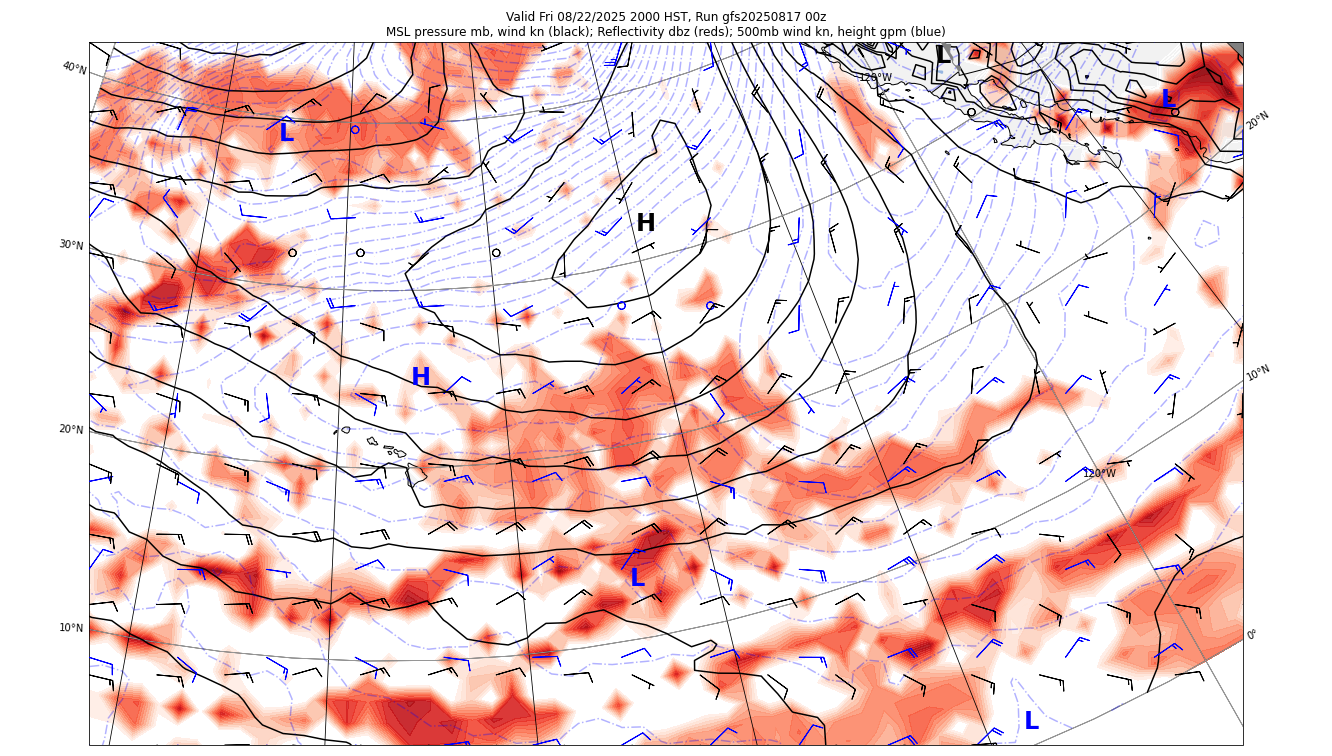 Valid Fri 08/22/2025 2000 HST, Run gfs20250817 00z
MSL pressure mb, wind kn (black); Reflectivity dbz (reds); 500mb wind kn, height gpm (blue)
L
40°N
120°W
L
20°N
L
H
30°N
H
10°N
20°N
120°W
L
10°N
0°
L